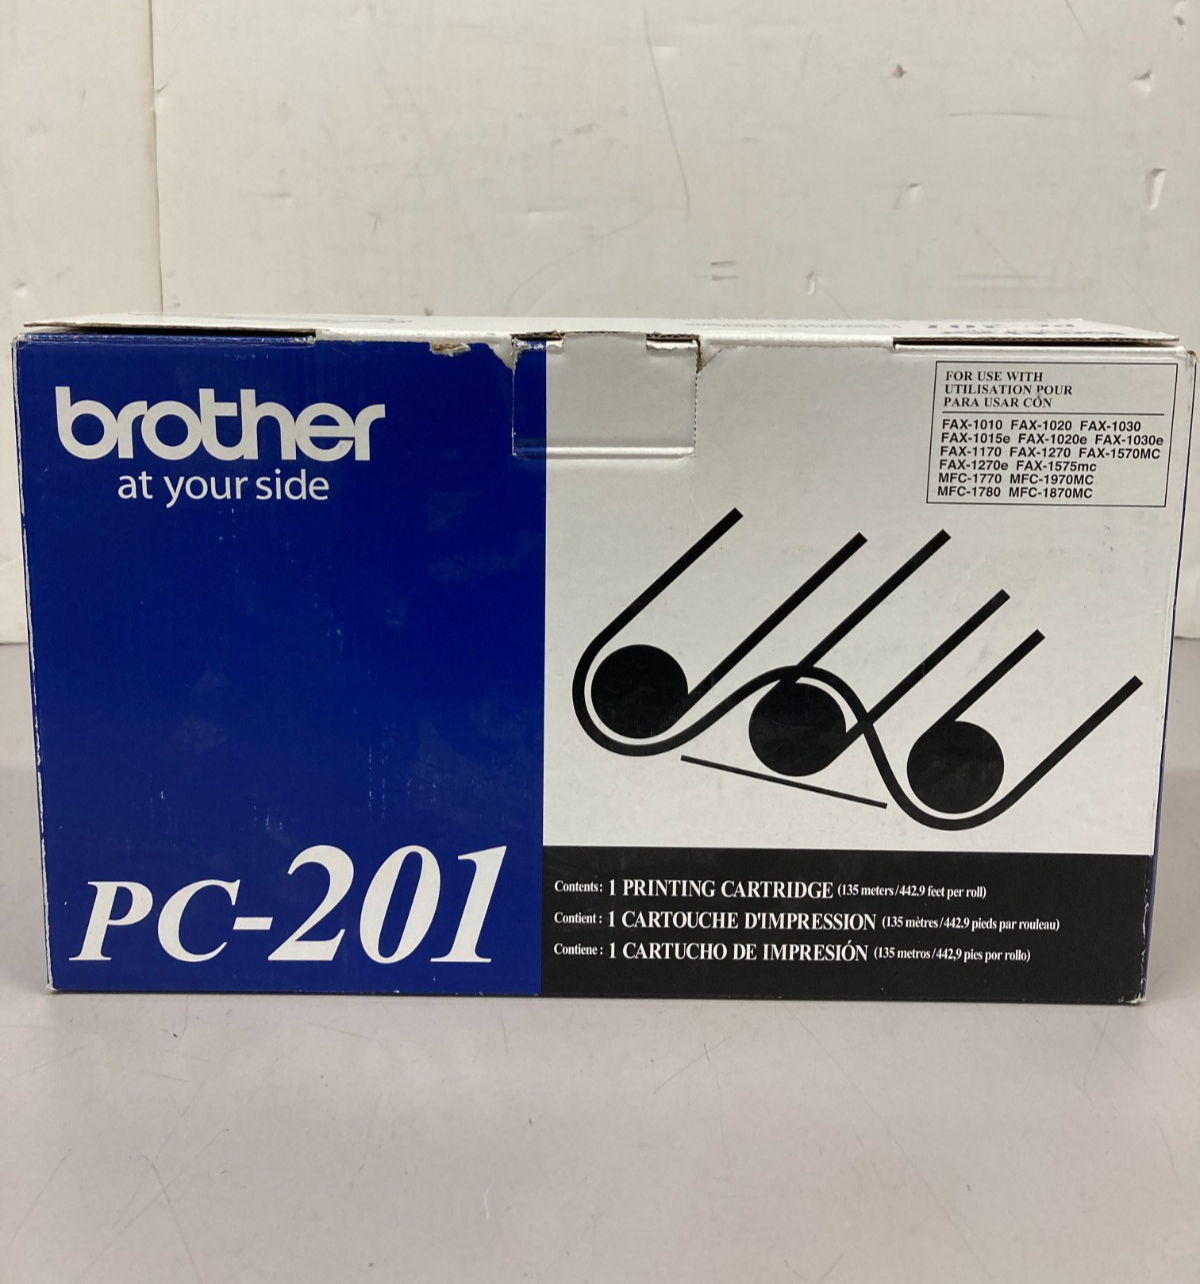 PC-201
brother
at your side
FOR USE WITH
UTILISATION POUR
PARA USAR CON
FAX-1010 FAX-1020 FAX-1030
FAX-1015e FAX-1020e FAX-1030e
FAX-1170 FAX-1270 FAX-1570MC
FAX-1270e FAX-1575mc
MFC-1770 MFC-1970MC
MFC-1780 MFC-1870MC
PC-201
Contents: 1 PRINTING CARTRIDGE (135 meters/442.9 feet per roll)
Contient: 1 CARTOUCHE D'IMPRESSION (135 mètres/442.9 pieds par rouleau)
Contiene: 1 CARTUCHO DE IMPRESIÓN (135 metros/442,9 pies por rollo)